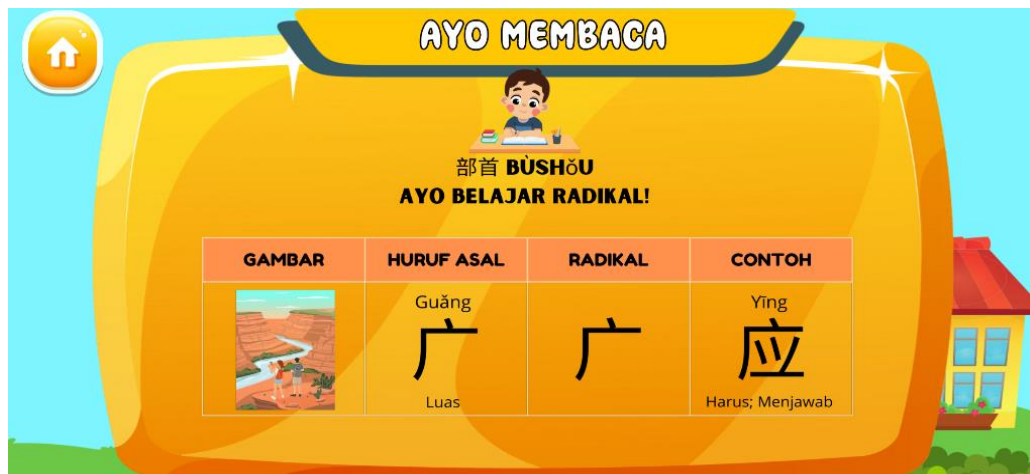 AYO MEMBACA
部首 BÙSHǒU
AYO BELAJAR RADIKAL!
GAMBAR HURUF ASAL RADIKAL CONTOH
Guǎng Yīng
广 广 应
Luas Harus; Menjawab